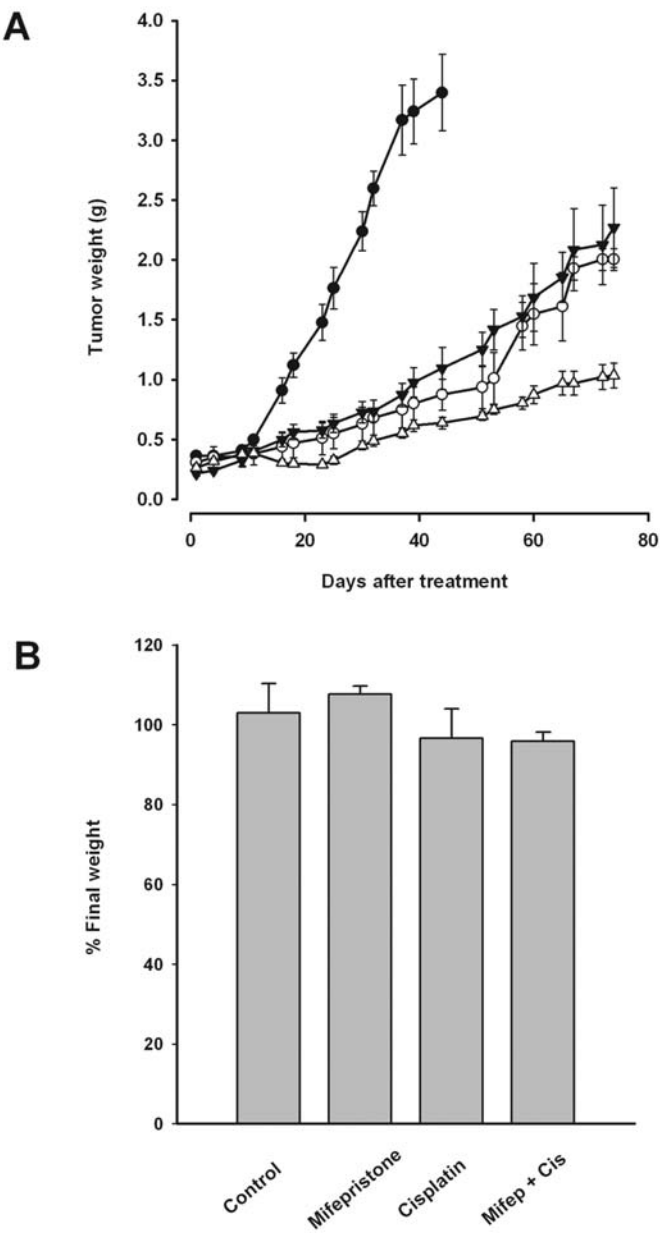 A
4.0
3.5
3.0
2.5
2.0
1.5
1.0
0.5
0.0
Tumor weight (g)
0 20 40 60 80
Days after treatment
B
120
100
80
60
40
20
0
% Final weight
Control Mifepristone Cisplatin Mifep + Cis